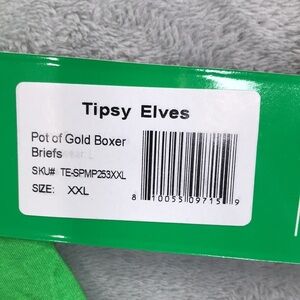 Tipsy Elves
Pot of Gold Boxer
Briefs
SKU# TE-SPMP253XXL
SIZE: XXL
8 10055 09715 9